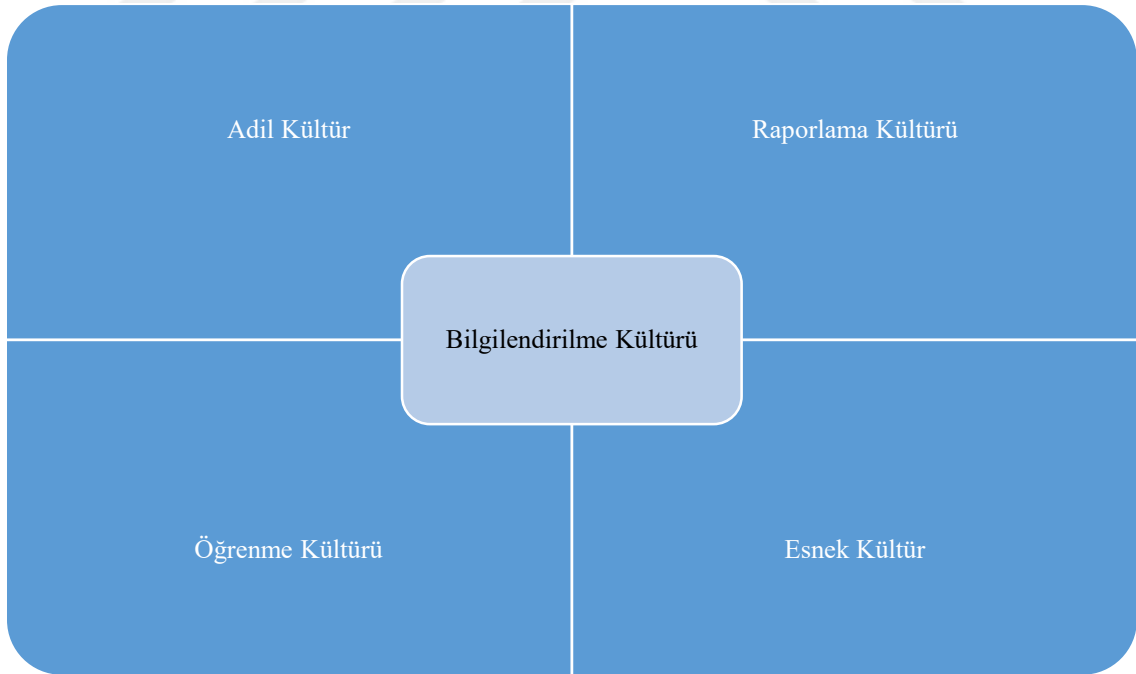 Adil Kültür
Raporlama Kültürü
Bilgilendirilme Kültürü
Öğrenme Kültürü
Esnek Kültür